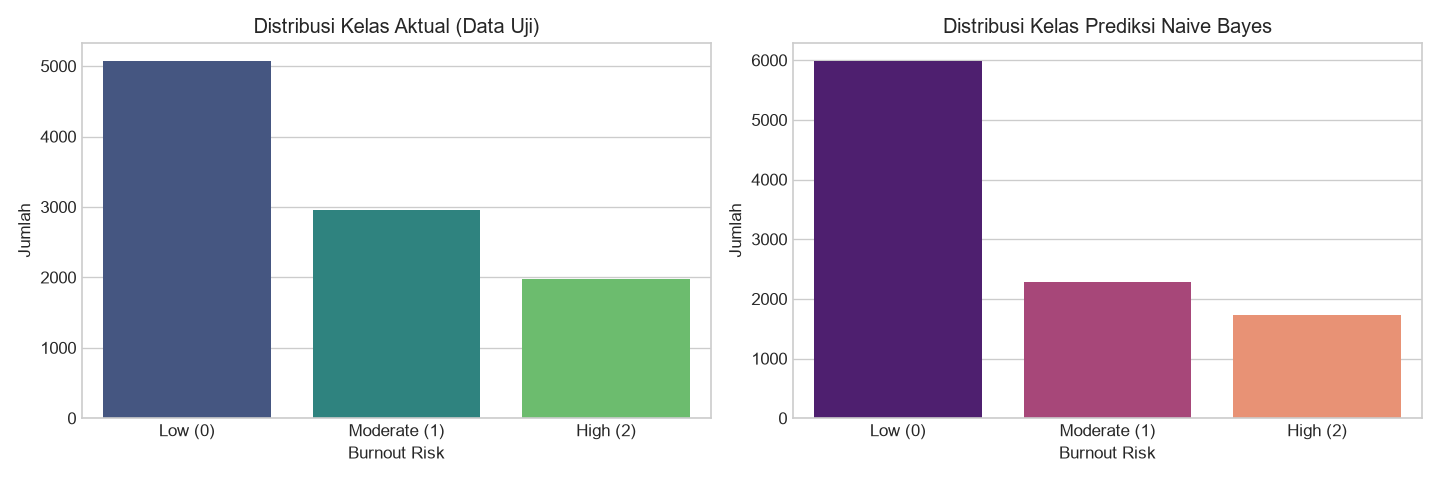 Distribusi Kelas Aktual (Data Uji)
Jumlah
5000
4000
3000
2000
1000
0
Low (0)
Moderate (1)
High (2)
Burnout Risk
Distribusi Kelas Prediksi Naive Bayes
Jumlah
6000
5000
4000
3000
2000
1000
0
Low (0)
Moderate (1)
High (2)
Burnout Risk